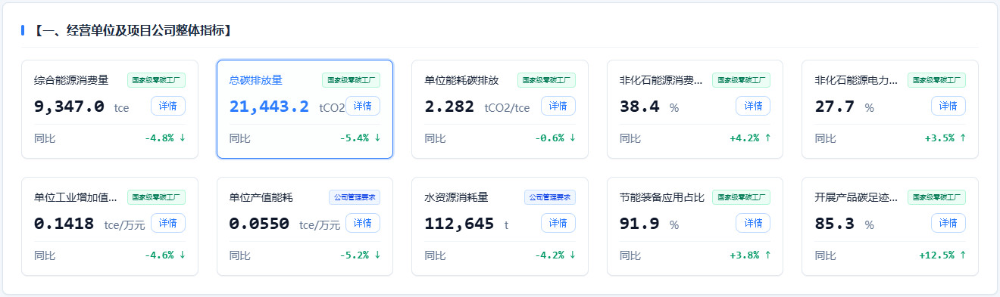 【一、经营单位及项目公司整体指标】
综合能源消费量 国家级零碳工厂
9,347.0 tce 详情
同比 -4.8% ↓
总碳排放量 国家级零碳工厂
21,443.2 tCO2 详情
同比 -5.4% ↓
单位能耗碳排放 国家级零碳工厂
2.282 tCO2/tce 详情
同比 -0.6% ↓
非化石能源消费... 国家级零碳工厂
38.4 % 详情
同比 +4.2% ↑
非化石能源电力... 国家级零碳工厂
27.7 % 详情
同比 +3.5% ↑
单位工业增加值... 国家级零碳工厂
0.1418 tce/万元 详情
同比 -4.6% ↓
单位产值能耗 公司管理要求
0.0550 tce/万元 详情
同比 -5.2% ↓
水资源消耗量 公司管理要求
112,645 t 详情
同比 -4.2% ↓
节能装备应用占比 国家级零碳工厂
91.9 % 详情
同比 +3.8% ↑
开展产品碳足迹... 国家级零碳工厂
85.3 % 详情
同比 +12.5% ↑